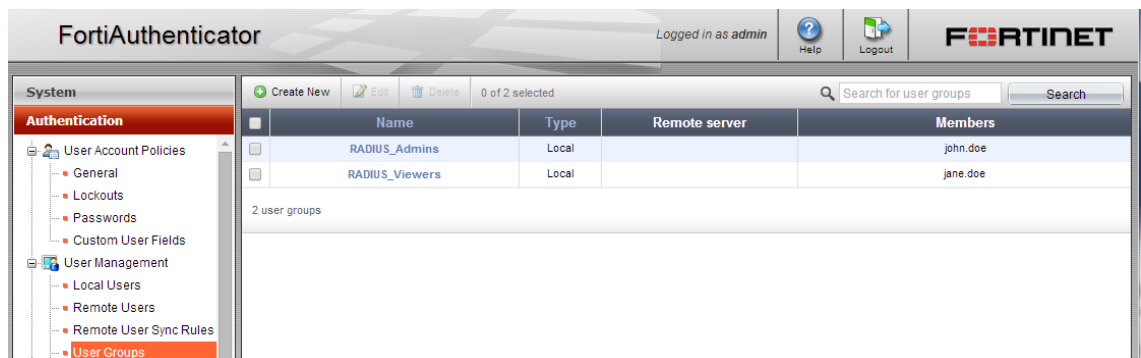 FortiAuthenticator
Logged in as admin
Help
Logout
FORTINET
System
Authentication
User Account Policies
General
Lockouts
Passwords
Custom User Fields
User Management
Local Users
Remote Users
Remote User Sync Rules
User Groups
Create New Edit Delete 0 of 2 selected Search for user groups Search
Name Type Remote server Members
RADIUS_Admins Local john.doe
RADIUS_Viewers Local jane.doe
2 user groups